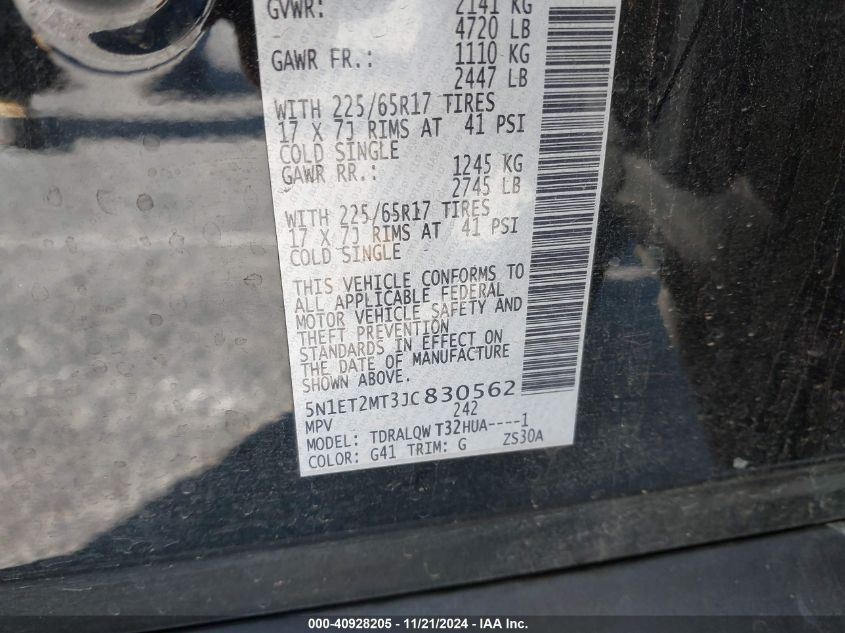 GVWR: 2141 KG
4720 LB
GAWR FR.: 1110 KG
2447 LB
WITH 225/65R17 TIRES
17 X 7J RIMS AT 41 PSI
COLD SINGLE
GAWR RR.: 1245 KG
2745 LB
WITH 225/65R17 TIRES
17 X 7J RIMS AT 41 PSI
COLD SINGLE
THIS VEHICLE CONFORMS TO
ALL APPLICABLE FEDERAL
MOTOR VEHICLE SAFETY AND
THEFT PREVENTION
STANDARDS IN EFFECT ON
THE DATE OF MANUFACTURE
SHOWN ABOVE.
5N1ET2MT3JC830562
MPV 242
MODEL: TDRALQWT32HUA----1
COLOR: G41 TRIM: G ZS30A
000-40928205 - 11/21/2024 - IAA Inc.